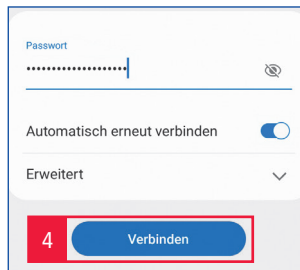 Passwort
••••••••••••••••••••
Automatisch erneut verbinden
Erweitert
4 Verbinden